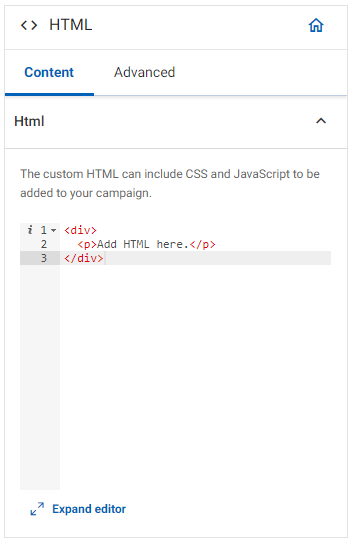 <> HTML
Content Advanced
Html
The custom HTML can include CSS and JavaScript to be
added to your campaign.
i 1 <div>
2 <p>Add HTML here.</p>
3 </div>
Expand editor